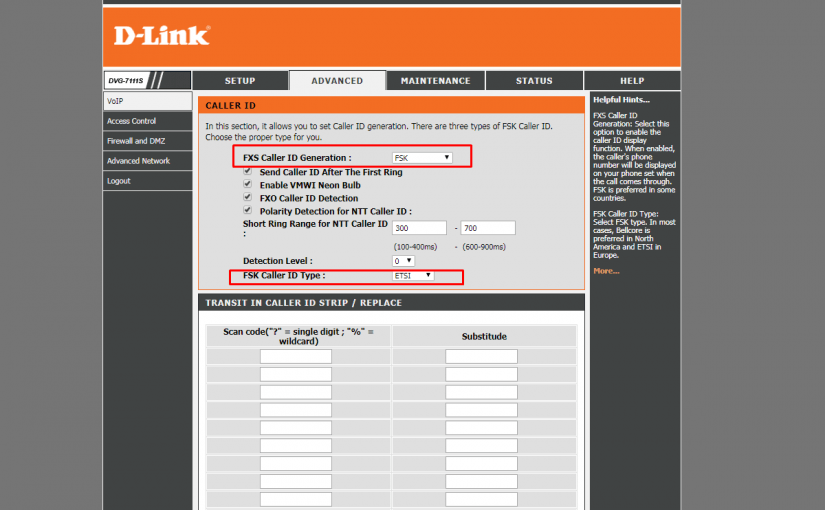 D-Link
DVG-7111S
SETUP
ADVANCED
MAINTENANCE
STATUS
HELP
VoIP
Access Control
Firewall and DMZ
Advanced Network
Logout
CALLER ID
In this section, it allows you to set Caller ID generation. There are three types of FSK Caller ID.
Choose the proper type for you.
FXS Caller ID Generation : FSK
Send Caller ID After The First Ring
Enable VMWI Neon Bulb
FXO Caller ID Detection
Polarity Detection for NTT Caller ID :
Short Ring Range for NTT Caller ID 300 - 700
:
(100-400ms) - (600-900ms)
Detection Level : 0
FSK Caller ID Type : ETSI
TRANSIT IN CALLER ID STRIP / REPLACE
Scan code("?" = single digit ; "%" =
wildcard)
Substitude
Helpful Hints...
FXS Caller ID
Generation: Select this
option to enable the
caller ID display
function. When enabled,
the caller's phone
number will be displayed
on your phone set when
the call comes through.
FSK is preferred in some
countries.
FSK Caller ID Type:
Select FSK type. In most
cases, Bellcore is
preferred in North
America and ETSI in
Europe.
More...